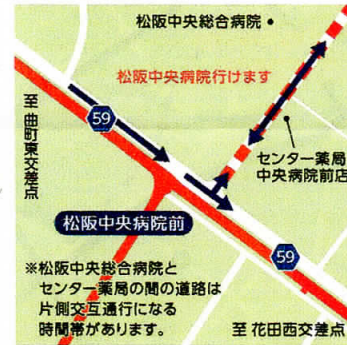 松阪中央総合病院
松阪中央病院行けます
至曲町東交差点
59
センター薬局
中央病院前店
松阪中央病院前
59
※松阪中央総合病院と
センター薬局の間の道路は
片側交互通行になる
時間帯があります。
至 花田西交差点